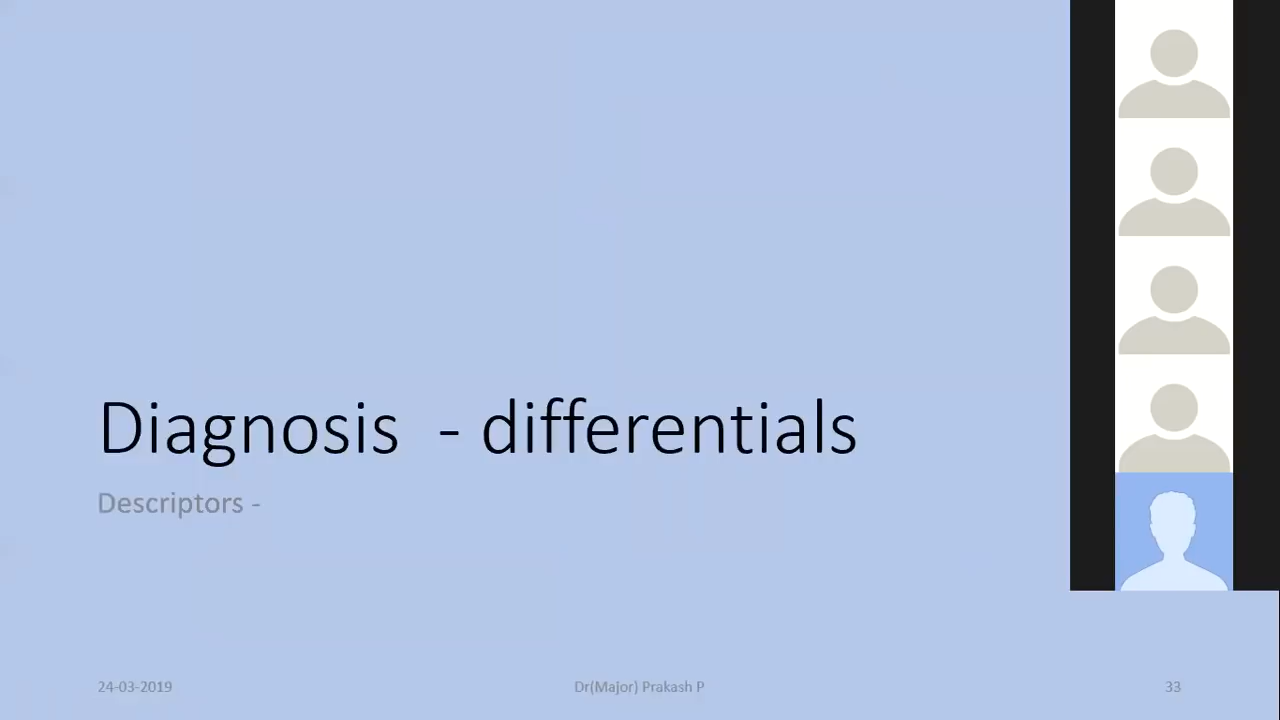 Diagnosis - differentials
Descriptors -
24-03-2019
Dr(Major) Prakash P
33